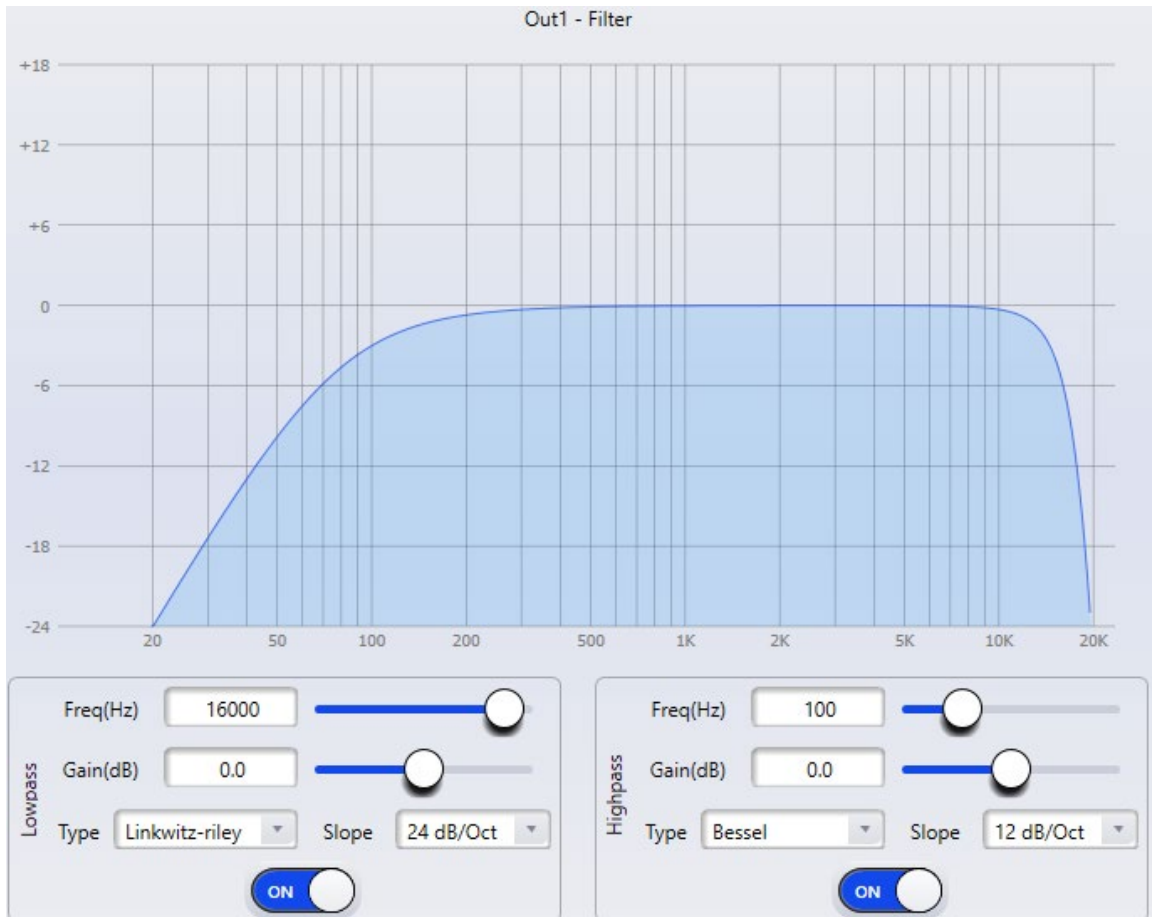 Out1 - Filter
+18
+12
+6
0
-6
-12
-18
-24
20 50 100 200 500 1K 2K 5K 10K 20K
Lowpass
Freq(Hz) 16000
Gain(dB) 0.0
Type Linkwitz-riley Slope 24 dB/Oct
ON
Highpass
Freq(Hz) 100
Gain(dB) 0.0
Type Bessel Slope 12 dB/Oct
ON